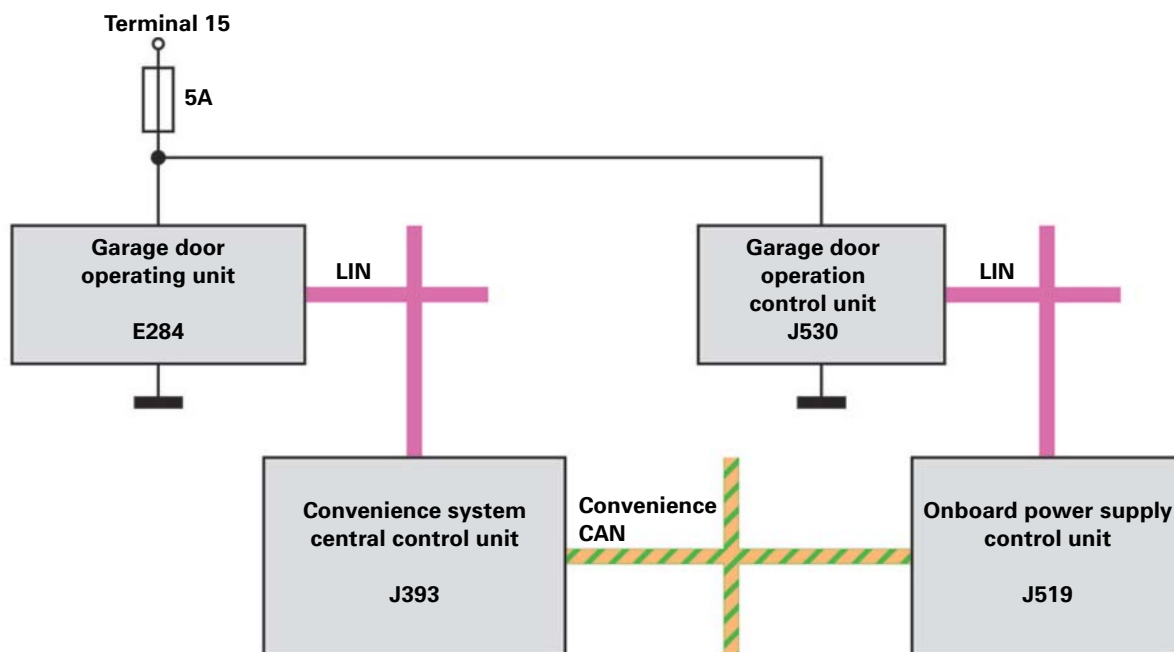 Terminal 15
5A
Garage door
operating unit
E284
LIN
Garage door
operation
control unit
J530
LIN
Convenience system
central control unit
J393
Convenience
CAN
Onboard power supply
control unit
J519